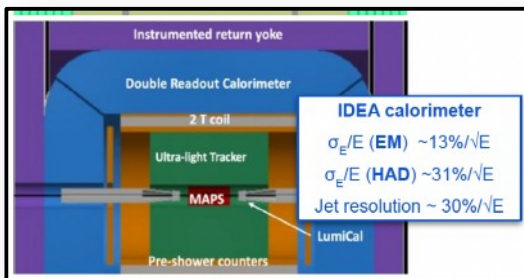 Instrumented return yoke
Double Readout Calorimeter
2 T coil
IDEA calorimeter
σE/E (EM) ~13%/√E
σE/E (HAD) ~31%/√E
Jet resolution ~ 30%/√E
Ultra-light Tracker
MAPS
LumiCal
Pre-shower counters